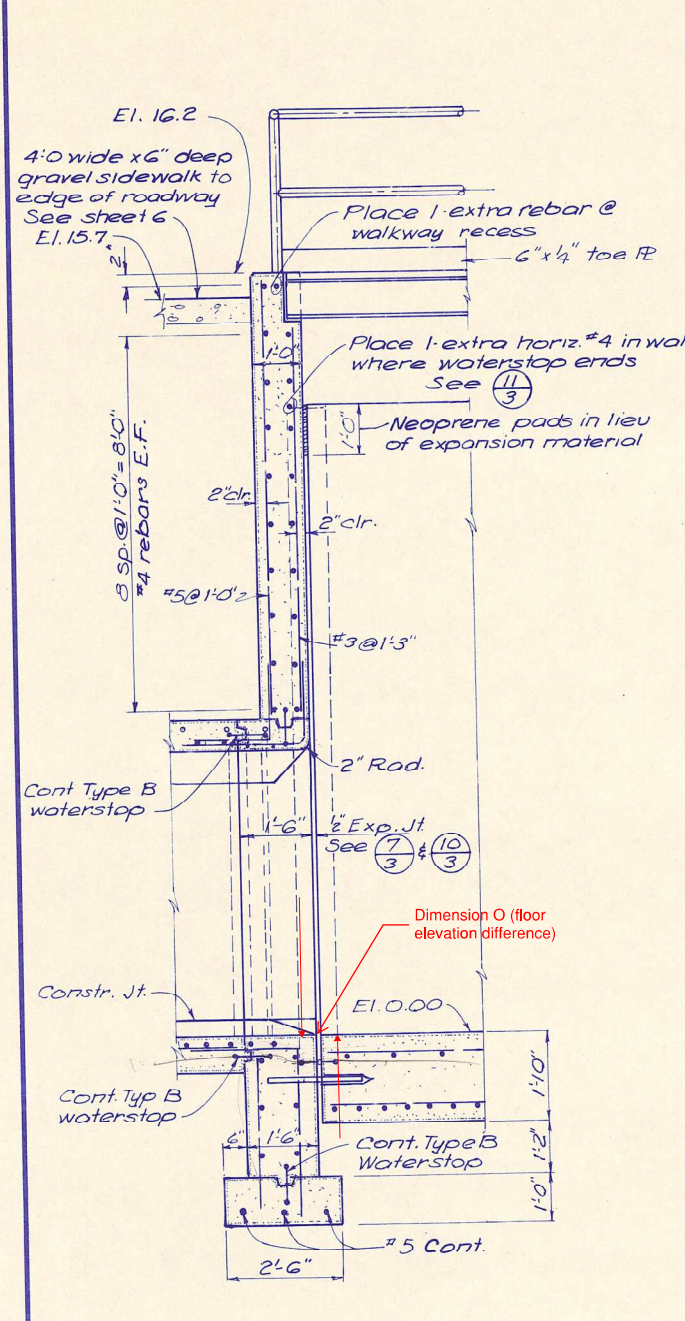 El. 16.2
4'-0 wide x 6" deep
gravel sidewalk to
edge of roadway
See sheet 6
El. 15.7
2"
Place 1-extra rebar @
walkway recess
6" x 1/4" toe PL
1'-0"
Place 1-extra horiz. #4 in wal
where waterstop ends
See 11/3
1'-0"
Neoprene pads in lieu
of expansion material
8 sp. @ 1'-0" = 8'-0"
#4 rebars E.F.
2" clr.
2" clr.
#5 @ 1'-0"
#3 @ 1'-3"
2" Rad.
Cont Type B
waterstop
1'-6"
1/2" Exp. Jt.
See 7/3 & 10/3
Dimension O (floor
elevation difference)
Constr. Jt.
El. 0.00
Cont. Typ B
waterstop
1'-10"
6"
1'-6"
Cont. Type B
Waterstop
1'-2"
1'-0"
#5 Cont.
2'-6"